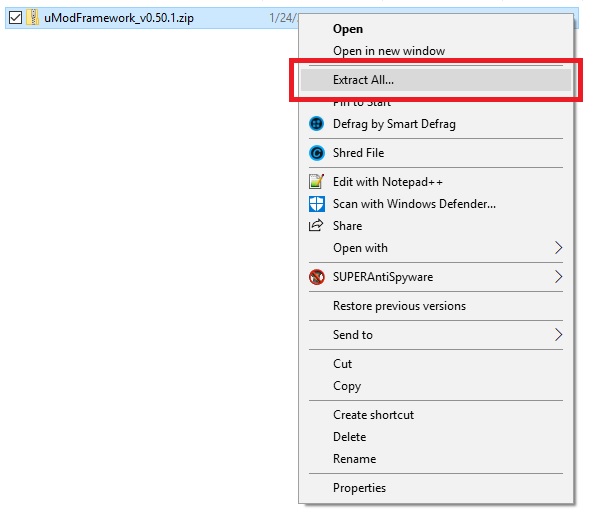 uModFramework_v0.50.1.zip
1/24/
Open
Open in new window
Extract All...
Pin to Start
Defrag by Smart Defrag
Shred File
Edit with Notepad++
Scan with Windows Defender...
Share
Open with
SUPERAntiSpyware
Restore previous versions
Send to
Cut
Copy
Create shortcut
Delete
Rename
Properties